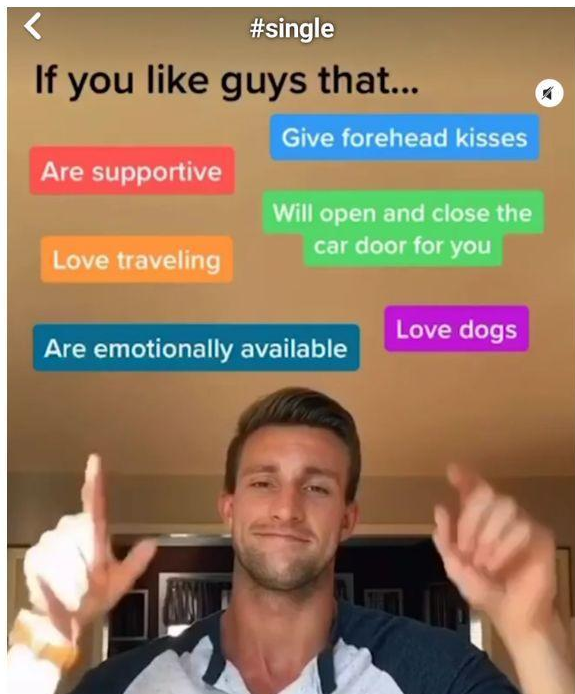 #single
If you like guys that...
Give forehead kisses
Are supportive
Will open and close the
car door for you
Love traveling
Love dogs
Are emotionally available